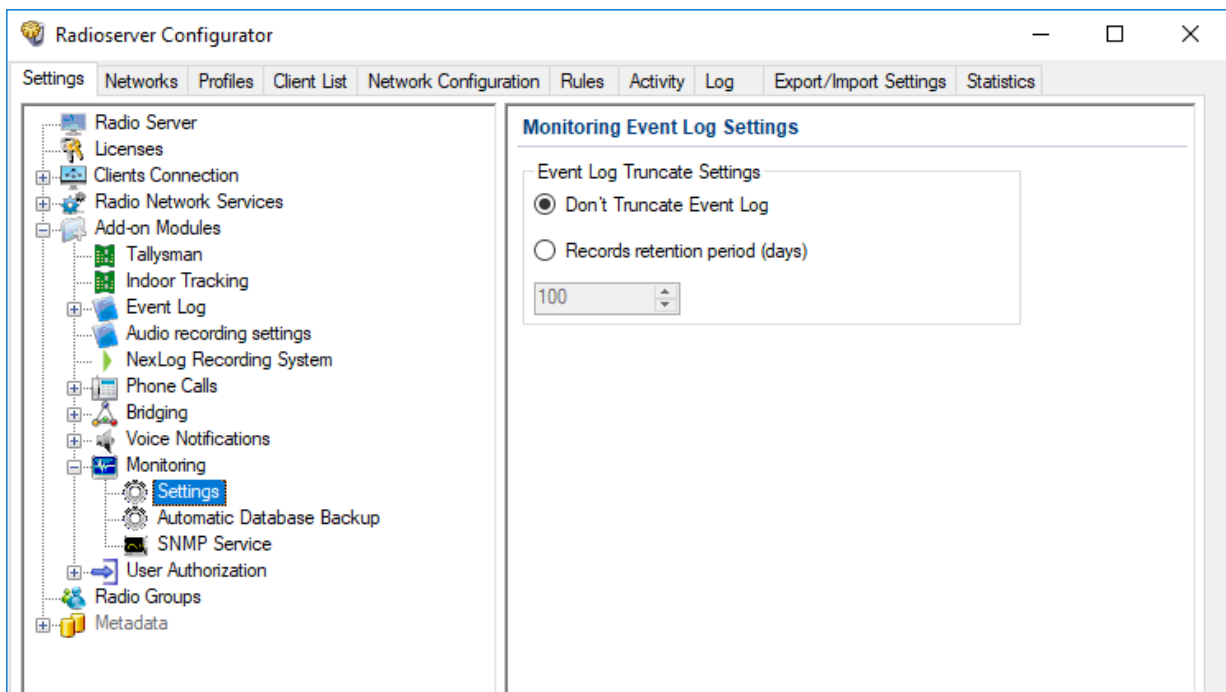 Radioserver Configurator
Settings Networks Profiles Client List Network Configuration Rules Activity Log Export/Import Settings Statistics
Radio Server
Licenses
Clients Connection
Radio Network Services
Add-on Modules
Tallysman
Indoor Tracking
Event Log
Audio recording settings
NexLog Recording System
Phone Calls
Bridging
Voice Notifications
Monitoring
Settings
Automatic Database Backup
SNMP Service
User Authorization
Radio Groups
Metadata
Monitoring Event Log Settings
Event Log Truncate Settings
Don't Truncate Event Log
Records retention period (days)
100